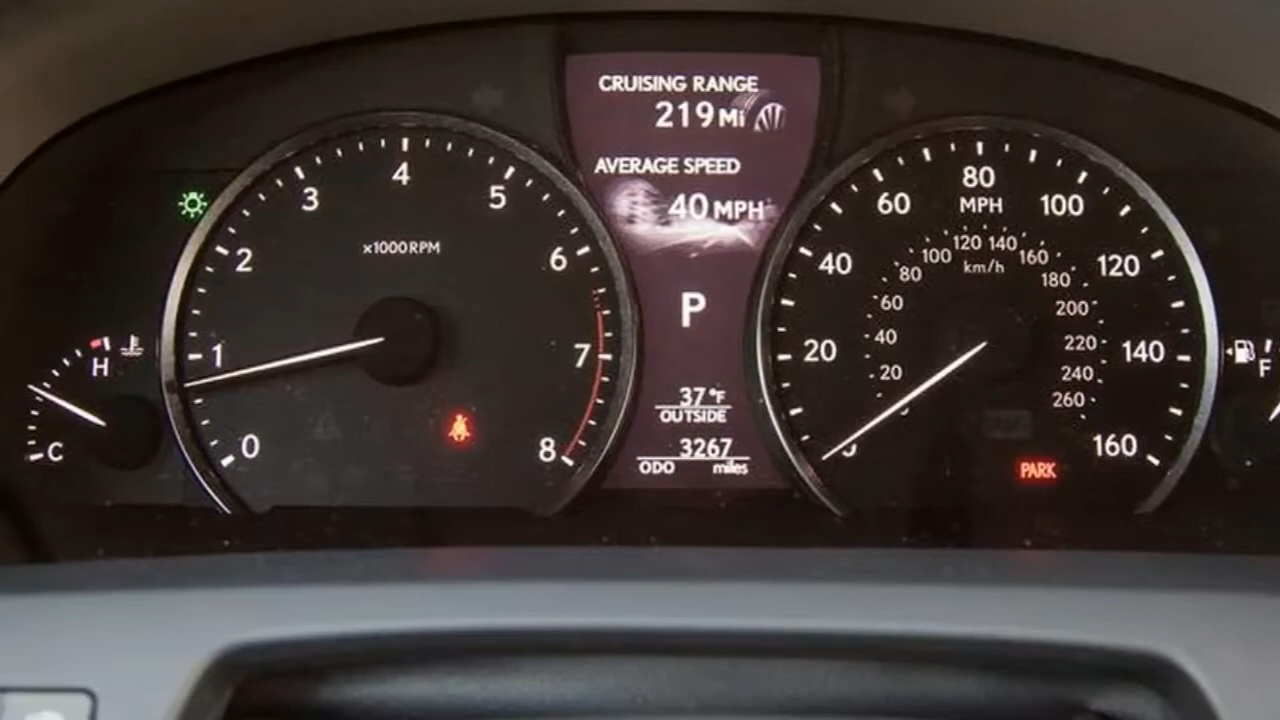 CRUISING RANGE
219 Mi
AVERAGE SPEED
40 MPH
P
37°F
OUTSIDE
3267
ODO miles
0
1
2
3
4
5
6
7
8
×1000 RPM
C
H
20
40
60
80
100
120
140
160
MPH
20
40
60
80
100
120
140
160
180
200
220
240
260
km/h
PARK
F